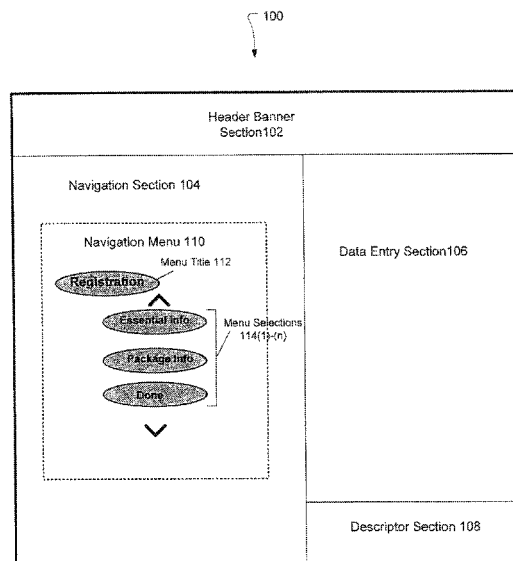 100
Header Banner
Section102
Navigation Section 104
Navigation Menu 110
Menu Title 112
Registration
Essential Info
Menu Selections
114(1)-(n)
Package Info
Done
Data Entry Section106
Descriptor Section 108